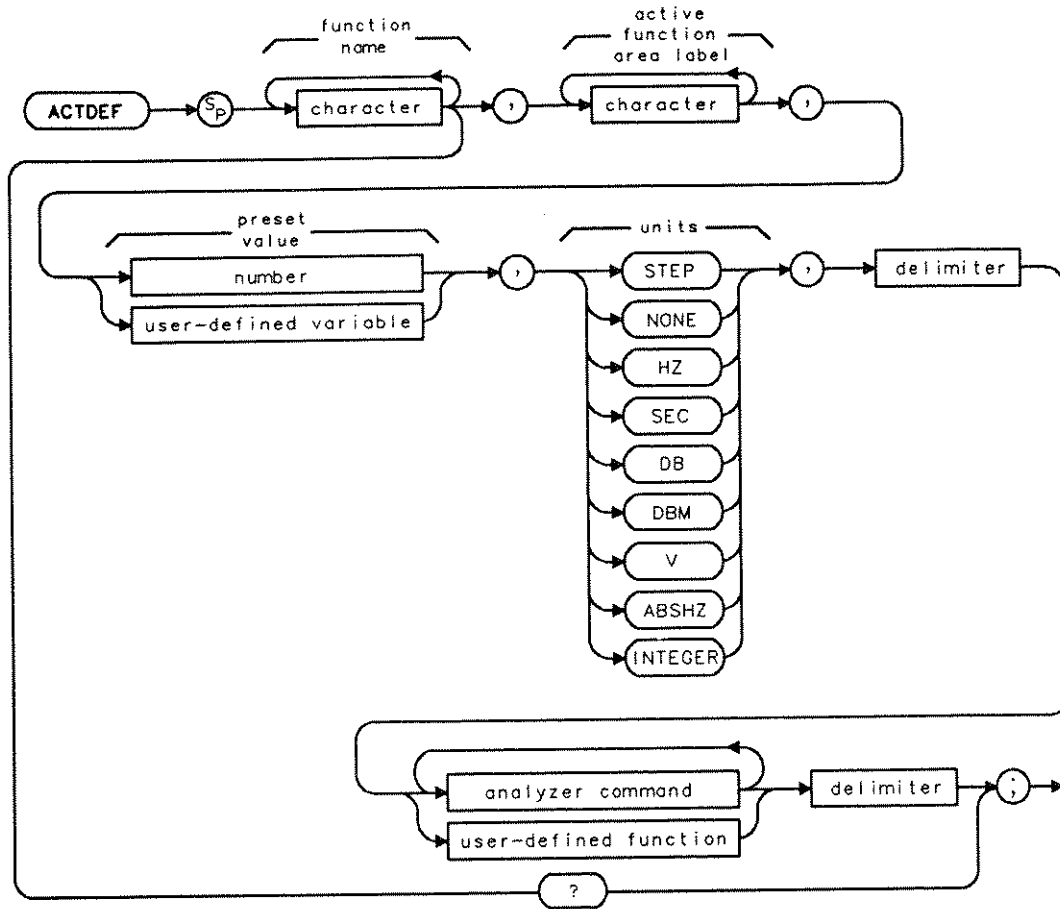 function
name
active
function
area label
ACTDEF
SP
character
,
character
,
preset
value
units
number
user-defined variable
,
STEP
NONE
HZ
SEC
DB
DBM
V
ABSHZ
INTEGER
,
delimiter
analyzer command
user-defined function
delimiter
;
?